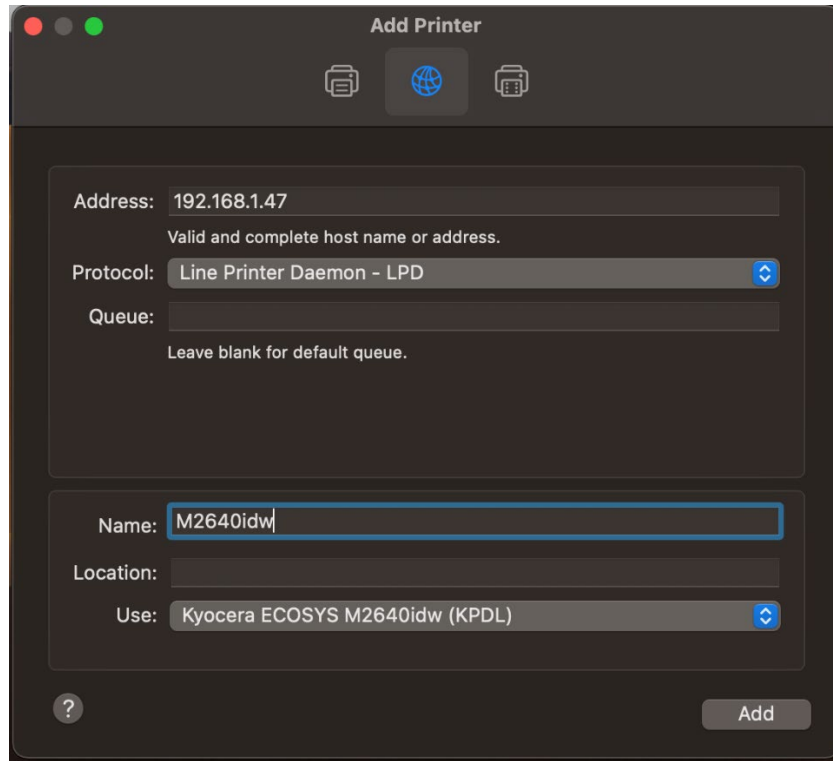 Add Printer
Address: 192.168.1.47
Valid and complete host name or address.
Protocol: Line Printer Daemon - LPD
Queue:
Leave blank for default queue.
Name: M2640idw
Location:
Use: Kyocera ECOSYS M2640idw (KPDL)
? Add